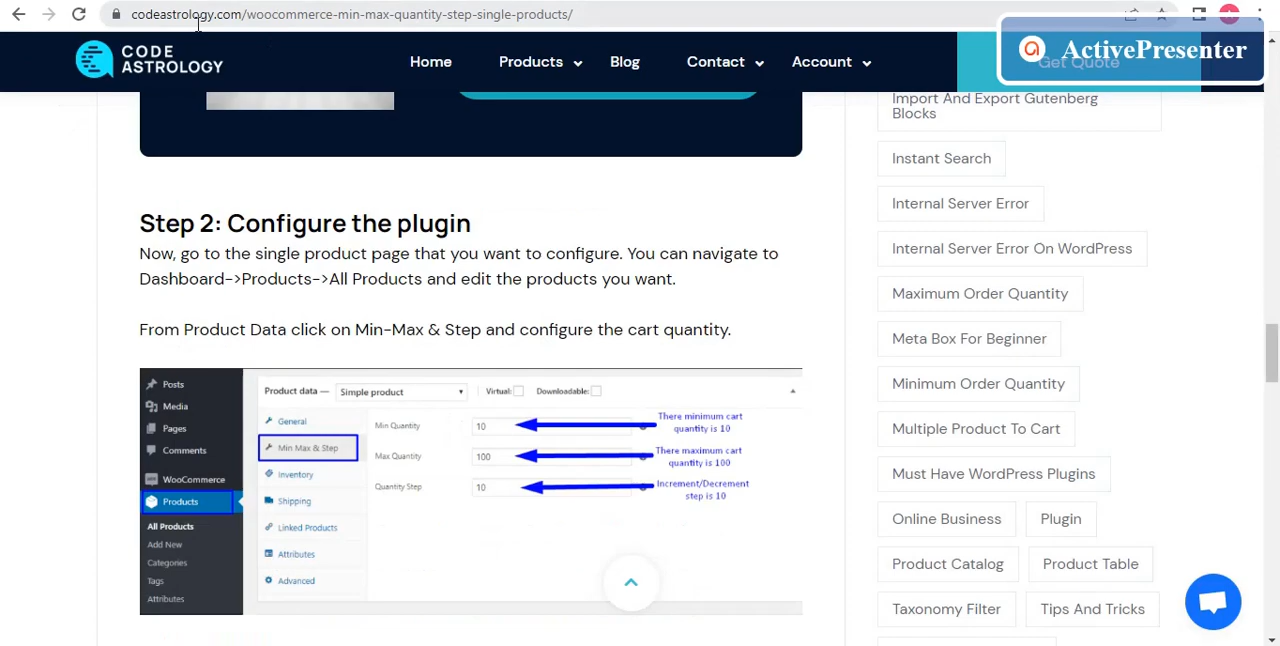 codeastrology.com/woocommerce-min-max-quantity-step-single-products/
CODE
ASTROLOGY
Home
Products
Blog
Contact
Account
Get Quote
ActivePresenter
Step 2: Configure the plugin
Now, go to the single product page that you want to configure. You can navigate to
Dashboard->Products->All Products and edit the products you want.
From Product Data click on Min-Max & Step and configure the cart quantity.
Posts
Media
Pages
Comments
WooCommerce
Products
All Products
Add New
Categories
Tags
Attributes
Product data —
Simple product
Virtual:
Downloadable:
General
Min Max & Step
Inventory
Shipping
Linked Products
Attributes
Advanced
Min Quantity
10
There minimum cart
quantity is 10
Max Quantity
100
There maximum cart
quantity is 100
Quantity Step
10
Increment/Decrement
step is 10
Import And Export Gutenberg
Blocks
Instant Search
Internal Server Error
Internal Server Error On WordPress
Maximum Order Quantity
Meta Box For Beginner
Minimum Order Quantity
Multiple Product To Cart
Must Have WordPress Plugins
Online Business
Plugin
Product Catalog
Product Table
Taxonomy Filter
Tips And Tricks